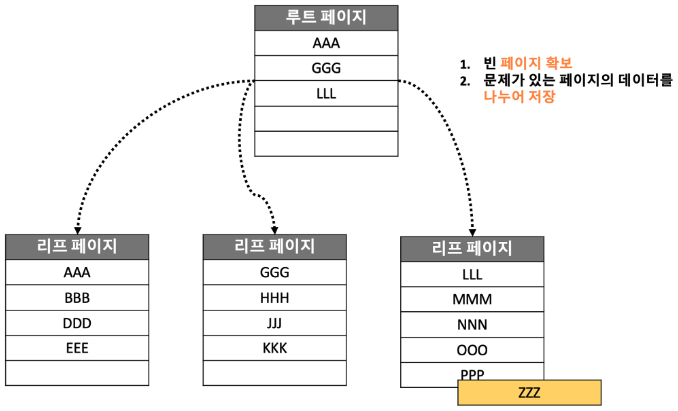 루트 페이지
AAA
GGG
LLL
1. 빈 페이지 확보
2. 문제가 있는 페이지의 데이터를
나누어 저장
리프 페이지
AAA
BBB
DDD
EEE
리프 페이지
GGG
HHH
JJJ
KKK
리프 페이지
LLL
MMM
NNN
OOO
PPP
ZZZ